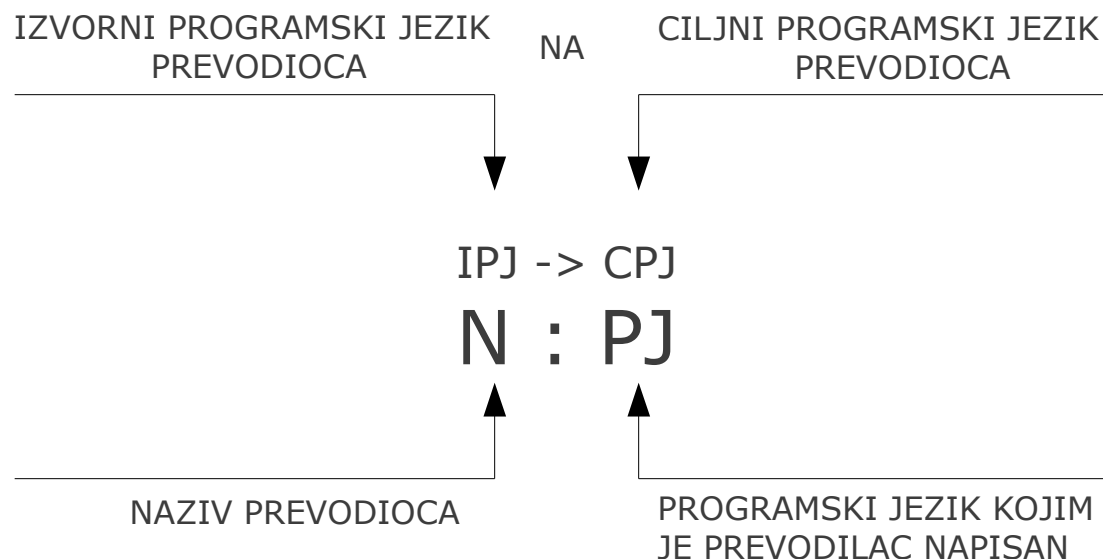 IZVORNI PROGRAMSKI JEZIK
PREVODIOCA
NA
CILJNI PROGRAMSKI JEZIK
PREVODIOCA
IPJ -> CPJ
N : PJ
NAZIV PREVODIOCA
PROGRAMSKI JEZIK KOJIM
JE PREVODILAC NAPISAN